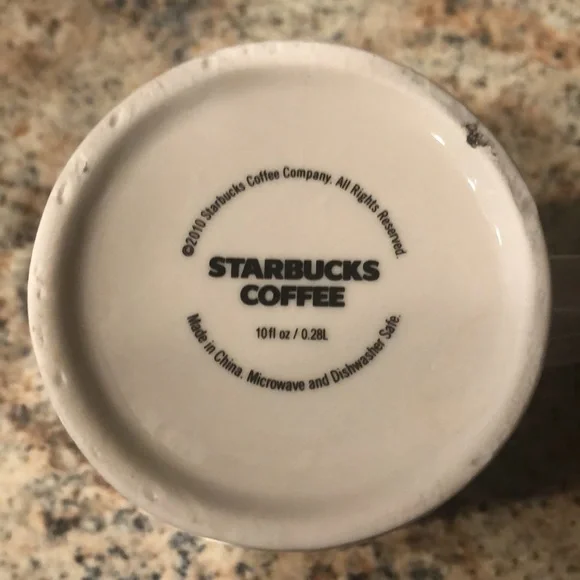 ©2010 Starbucks Coffee Company. All Rights Reserved.
STARBUCKS
COFFEE
10fl oz / 0.28L
Made in China. Microwave and Dishwasher Safe.